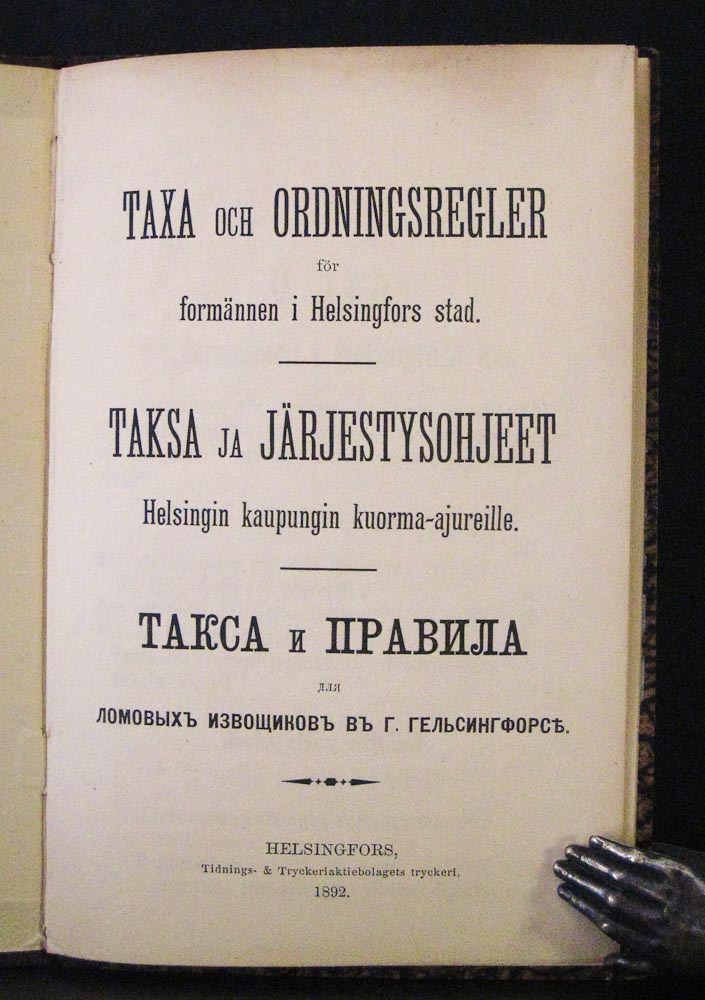 TAXA OCH ORDNINGSREGLER
för
formännen i Helsingfors stad.
TAKSA JA JÄRJESTYSOHJEET
Helsingin kaupungin kuorma-ajureille.
ТАКСА и ПРАВИЛА
для
ЛОМОВЫХЪ ИЗВОЩИКОВЪ ВЪ Г. ГЕЛЬСИНГФОРСѢ.
HELSINGFORS,
Tidnings- & Tryckeriaktiebolagets tryckeri,
1892.